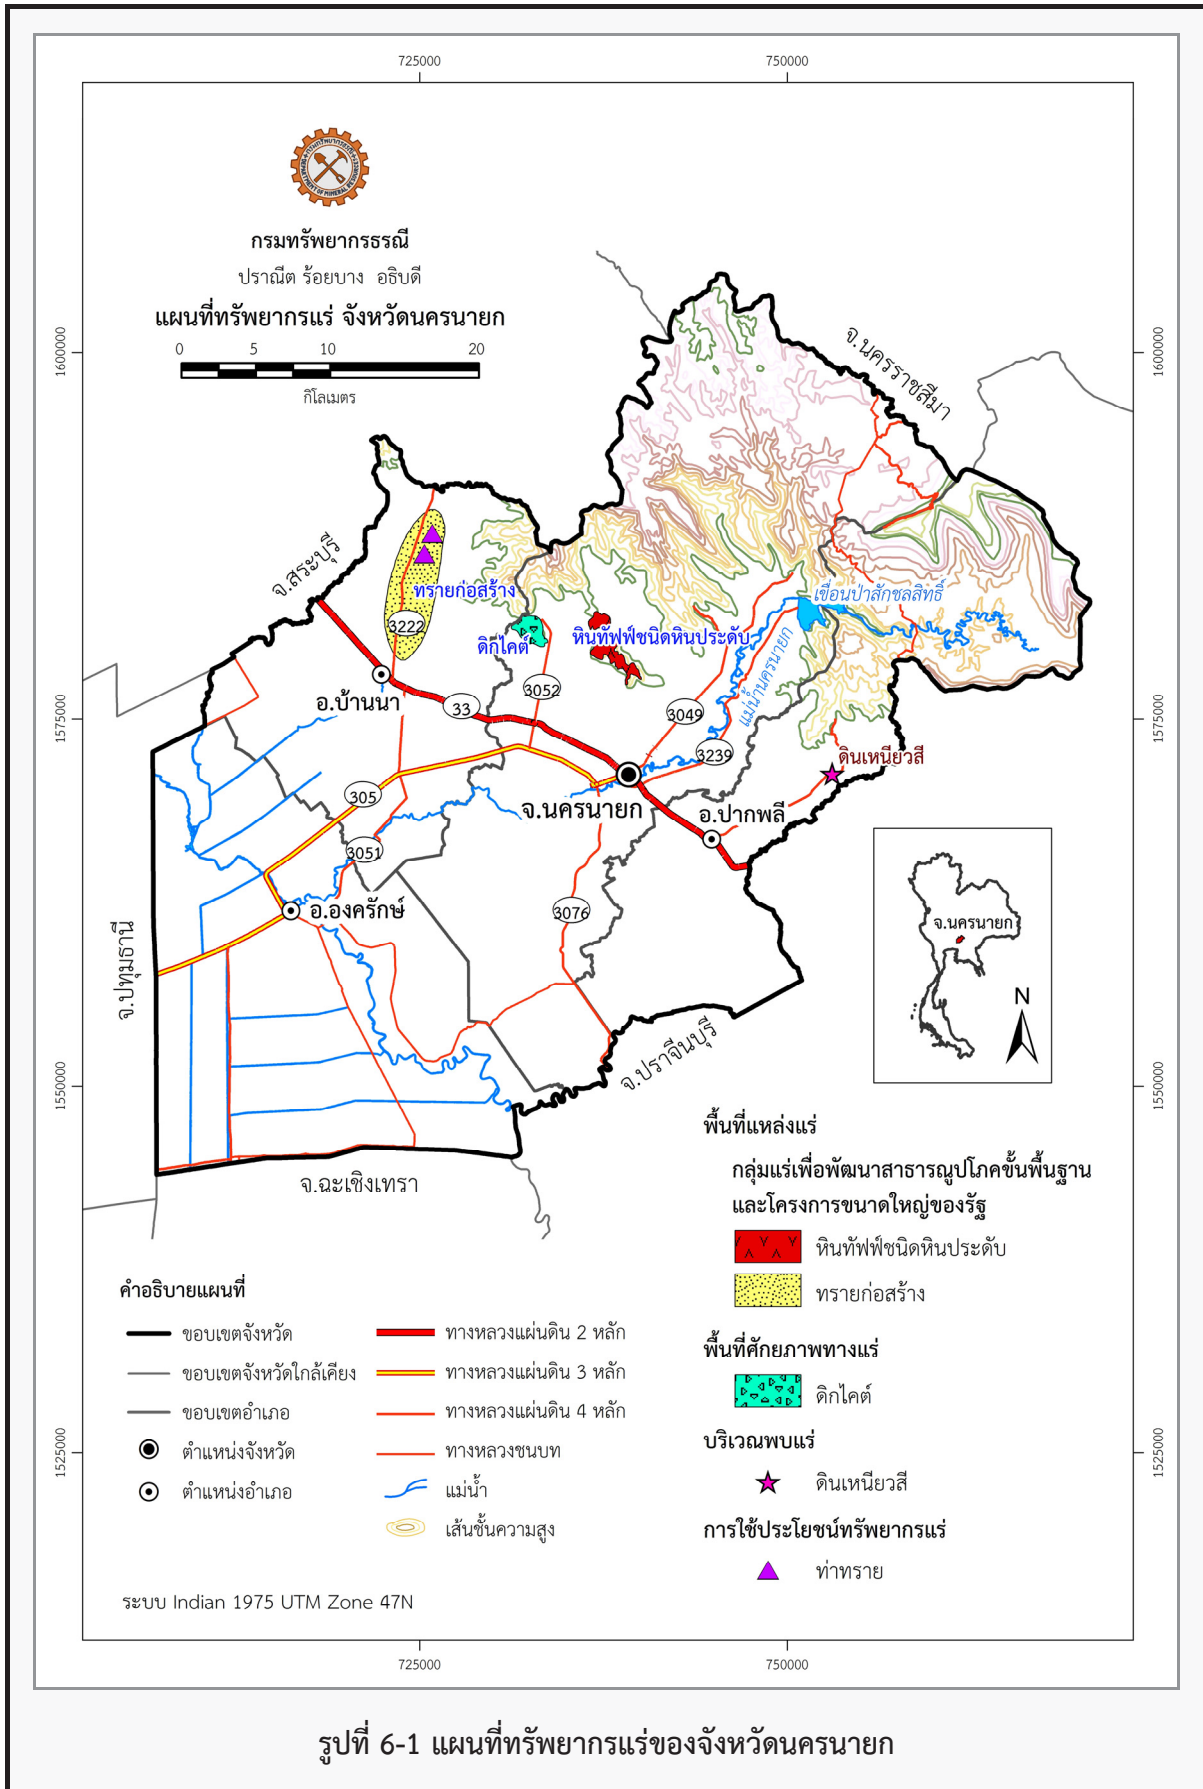 725000
750000
กรมทรัพยากรธรณี
DEPARTMENT OF MINERAL RESOURCES
กรมทรัพยากรธรณี
ปราณีต ร้อยบาง อธิบดี
แผนที่ทรัพยากรแร่ จังหวัดนครนายก
0 5 10 20
กิโลเมตร
1600000
1600000
จ.นครราชสีมา
จ.สระบุรี
ทรายก่อสร้าง
เขื่อนป่าสักชลสิทธิ์
3222
ดิกไคต์
หินทัฟฟ์ชนิดหินประดับ
แม่น้ำนครนายก
อ.บ้านนา
33
3052
3049
3239
1575000
1575000
ดินเหนียวสี
305
จ.นครนายก
อ.ปากพลี
3051
อ.องครักษ์
3076
จ.นครนายก
จ.ปทุมธานี
N
จ.ปราจีนบุรี
1550000
1550000
จ.ฉะเชิงเทรา
พื้นที่แหล่งแร่
กลุ่มแร่เพื่อพัฒนาสาธารณูปโภคขั้นพื้นฐาน
และโครงการขนาดใหญ่ของรัฐ
หินทัฟฟ์ชนิดหินประดับ
ทรายก่อสร้าง
พื้นที่ศักยภาพทางแร่
ดิกไคต์
บริเวณพบแร่
ดินเหนียวสี
การใช้ประโยชน์ทรัพยากรแร่
ท่าทราย
คำอธิบายแผนที่
ขอบเขตจังหวัด
ขอบเขตจังหวัดใกล้เคียง
ขอบเขตอำเภอ
ตำแหน่งจังหวัด
ตำแหน่งอำเภอ
ทางหลวงแผ่นดิน 2 หลัก
ทางหลวงแผ่นดิน 3 หลัก
ทางหลวงแผ่นดิน 4 หลัก
ทางหลวงชนบท
แม่น้ำ
เส้นชั้นความสูง
1525000
1525000
ระบบ Indian 1975 UTM Zone 47N
725000
750000
รูปที่ 6-1 แผนที่ทรัพยากรแร่ของจังหวัดนครนายก